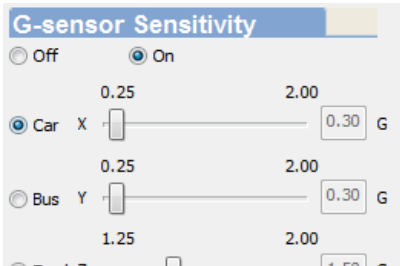 G-sensor Sensitivity
Off On
0.25 2.00
Car X 0.30 G
0.25 2.00
Bus Y 0.30 G
1.25 2.00